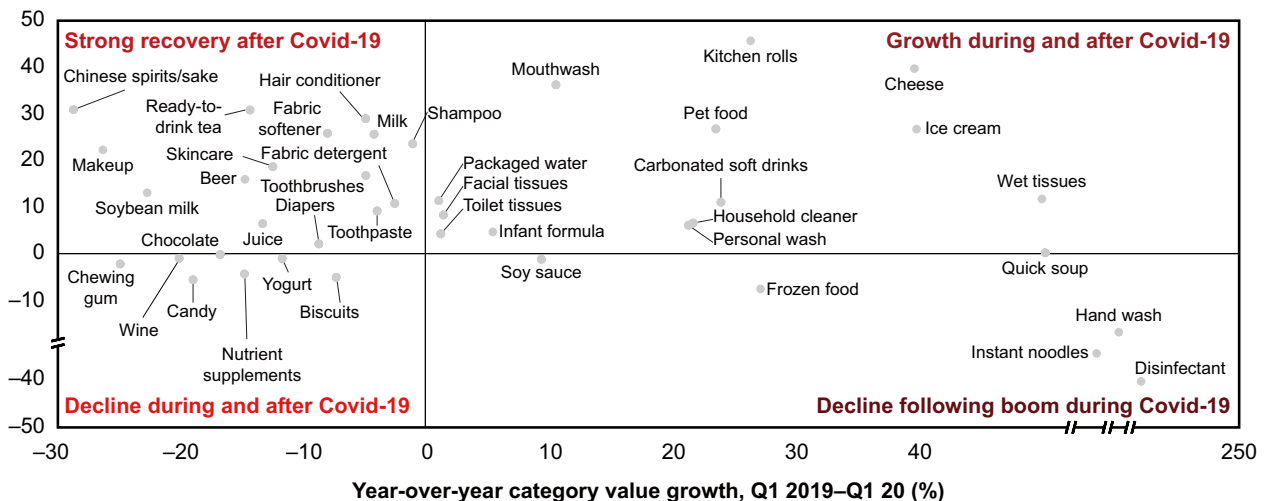 50
40
30
20
10
0
–10
–40
–50
Strong recovery after Covid-19
Growth during and after Covid-19
Chinese spirits/sake
Hair conditioner
Mouthwash
Kitchen rolls
Cheese
Ready-to-
drink tea
Fabric
softener
Milk
Shampoo
Pet food
Ice cream
Makeup
Skincare
Fabric detergent
Packaged water
Carbonated soft drinks
Wet tissues
Beer
Toothbrushes
Facial tissues
Soybean milk
Diapers
Toilet tissues
Household cleaner
Chocolate
Juice
Toothpaste
Infant formula
Personal wash
Chewing
gum
Wine
Candy
Yogurt
Biscuits
Nutrient
supplements
Soy sauce
Frozen food
Quick soup
Hand wash
Instant noodles
Disinfectant
Decline during and after Covid-19
Decline following boom during Covid-19
–30
–20
–10
0
10
20
30
40
250
Year-over-year category value growth, Q1 2019–Q1 20 (%)